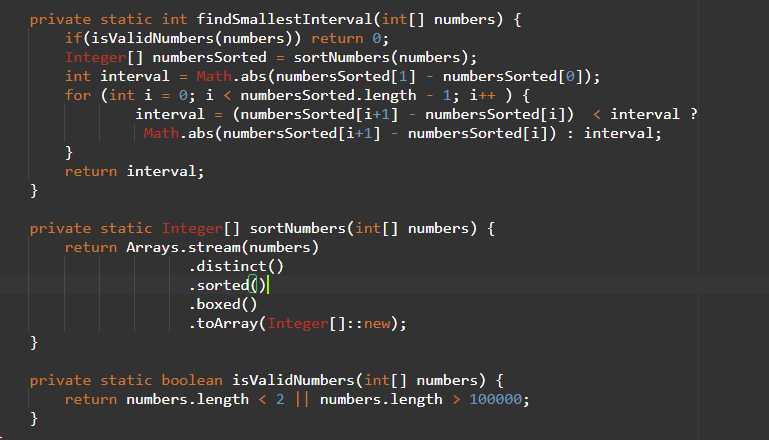 private static int findSmallestInterval(int[] numbers) {
    if(isValidNumbers(numbers)) return 0;
    Integer[] numbersSorted = sortNumbers(numbers);
    int interval = Math.abs(numbersSorted[1] - numbersSorted[0]);
    for (int i = 0; i < numbersSorted.length - 1; i++ ) {
            interval = (numbersSorted[i+1] - numbersSorted[i])  < interval ?
             Math.abs(numbersSorted[i+1] - numbersSorted[i]) : interval;
    }
    return interval;
}

private static Integer[] sortNumbers(int[] numbers) {
    return Arrays.stream(numbers)
                  .distinct()
                  .sorted()
                  .boxed()
                  .toArray(Integer[]::new);
}

private static boolean isValidNumbers(int[] numbers) {
    return numbers.length < 2 || numbers.length > 100000;
}